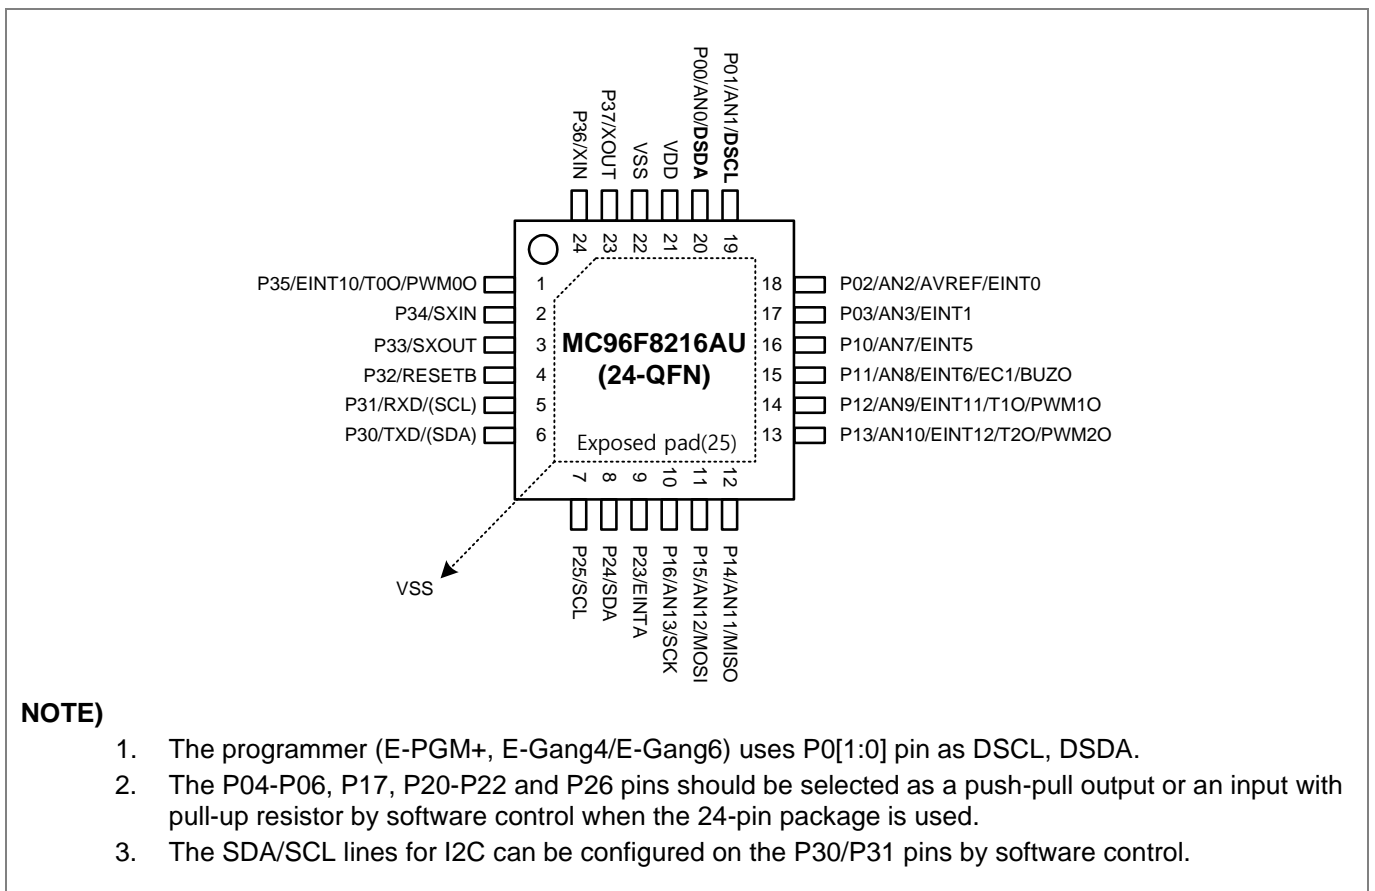 P36/XIN
P37/XOUT
VSS
VDD
P00/AN0/DSDA
P01/AN1/DSCL
24
23
22
21
20
19
P35/EINT10/T0O/PWM0O
1
P34/SXIN
2
P33/SXOUT
3
P32/RESETB
4
P31/RXD/(SCL)
5
P30/TXD/(SDA)
6
MC96F8216AU
(24-QFN)
Exposed pad(25)
18
P02/AN2/AVREF/EINT0
17
P03/AN3/EINT1
16
P10/AN7/EINT5
15
P11/AN8/EINT6/EC1/BUZO
14
P12/AN9/EINT11/T1O/PWM1O
13
P13/AN10/EINT12/T2O/PWM2O
7
8
9
10
11
12
P25/SCL
P24/SDA
P23/EINTA
P16/AN13/SCK
P15/AN12/MOSI
P14/AN11/MISO
VSS
NOTE)
1. The programmer (E-PGM+, E-Gang4/E-Gang6) uses P0[1:0] pin as DSCL, DSDA.
2. The P04-P06, P17, P20-P22 and P26 pins should be selected as a push-pull output or an input with
pull-up resistor by software control when the 24-pin package is used.
3. The SDA/SCL lines for I2C can be configured on the P30/P31 pins by software control.